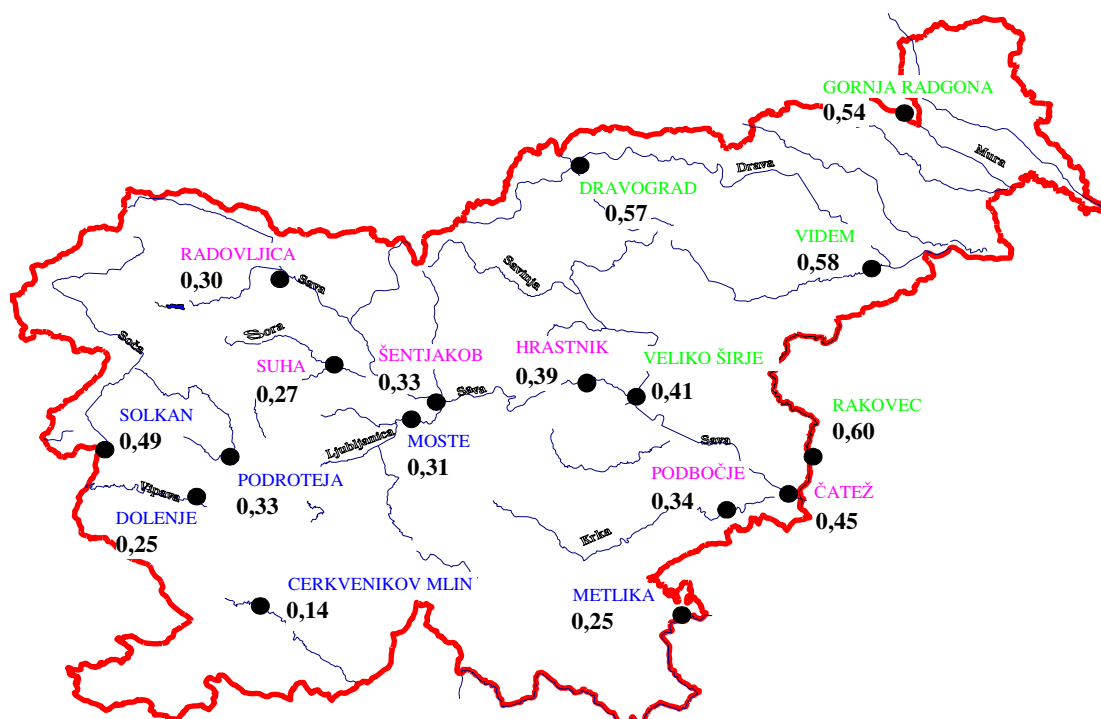 GORNJA RADGONA
0,54
Mura
Drava
DRAVOGRAD
0,57
VIDEM
0,58
RADOVLJICA
0,30
Sava
Savinja
Soča
Sora
SUHA
0,27
ŠENTJAKOB
0,33
Sava
HRASTNIK
0,39
VELIKO ŠIRJE
0,41
SOLKAN
0,49
Ljubljanica
MOSTE
0,31
RAKOVEC
0,60
Sava
PODROTEJA
0,33
Vipava
DOLENJE
0,25
PODBOČJE
0,34
ČATEŽ
0,45
Krka
CERKVENIKOV MLIN
0,14
METLIKA
0,25